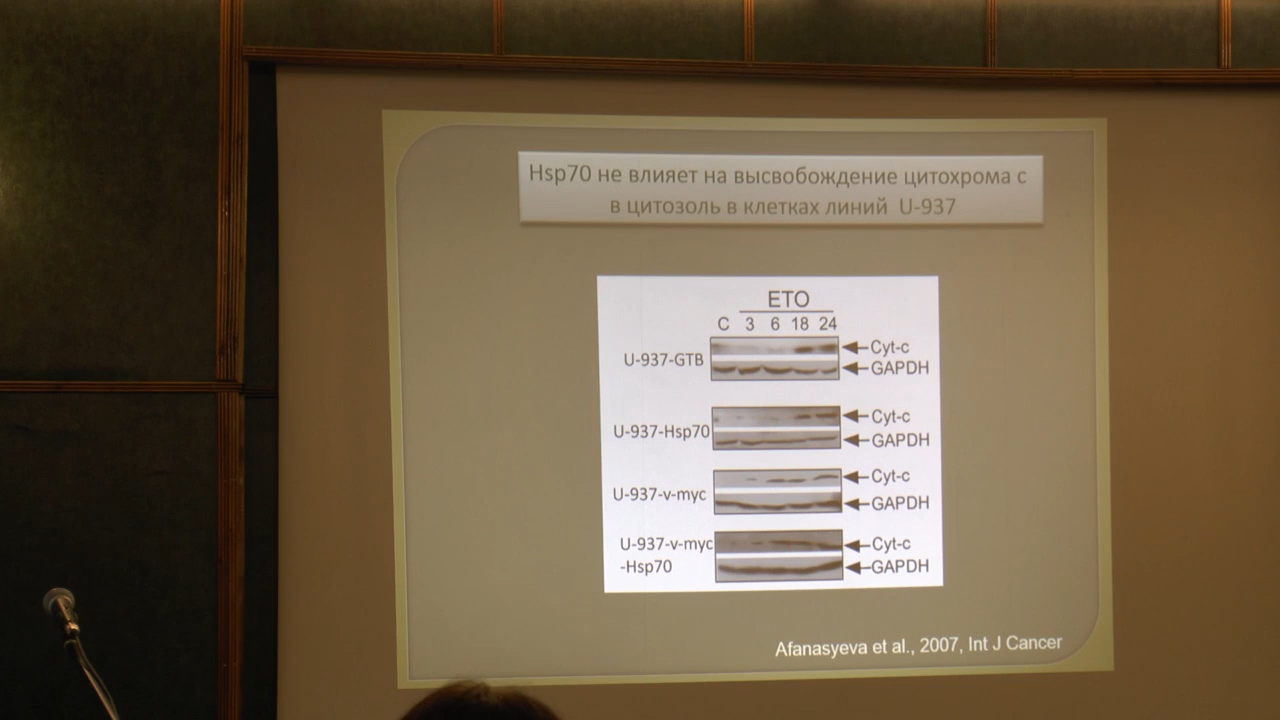 Hsp70 не влияет на высвобождение цитохрома с
в цитозоль в клетках линий U-937
ETO
C 3 6 18 24
U-937-GTB
Cyt-c
GAPDH
U-937-Hsp70
Cyt-c
GAPDH
U-937-v-myc
Cyt-c
GAPDH
U-937-v-myc
-Hsp70
Cyt-c
GAPDH
Afanasyeva et al., 2007, Int J Cancer